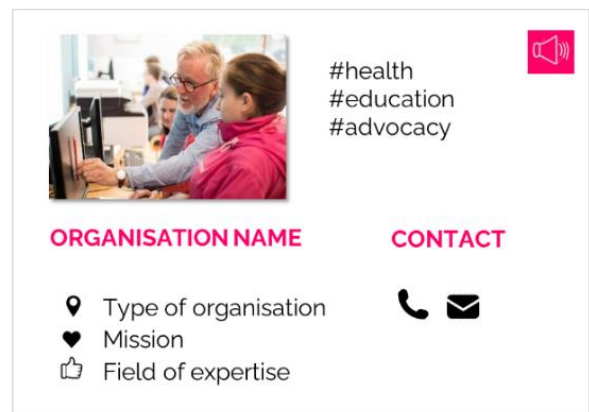 #health
#education
#advocacy
ORGANISATION NAME
CONTACT
Type of organisation
Mission
Field of expertise